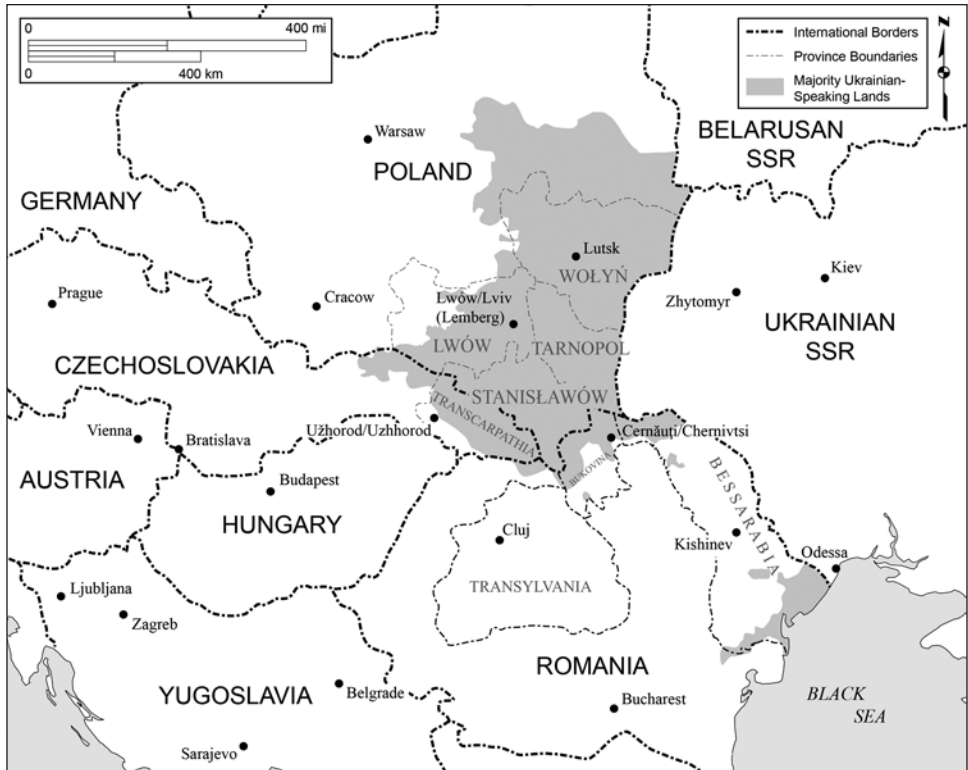 0 400 mi
0 400 km
International Borders
Province Boundaries
Majority Ukrainian-
Speaking Lands
N
Warsaw
POLAND
BELARUSAN
SSR
GERMANY
Lutsk
WOŁYŃ
Kiev
Zhytomyr
Prague
Cracow
Lwów/Lviv
(Lemberg)
UKRAINIAN
SSR
LWÓW
TARNOPOL
CZECHOSLOVAKIA
STANISŁAWÓW
TRANSCARPATHIA
Užhorod/Uzhhorod
Cernăuți/Chernivtsi
Vienna
Bratislava
BUKOVINA
AUSTRIA
Budapest
HUNGARY
BESSARABIA
Cluj
Kishinev
Odessa
TRANSYLVANIA
Ljubljana
Zagreb
ROMANIA
YUGOSLAVIA
Belgrade
Bucharest
BLACK
SEA
Sarajevo